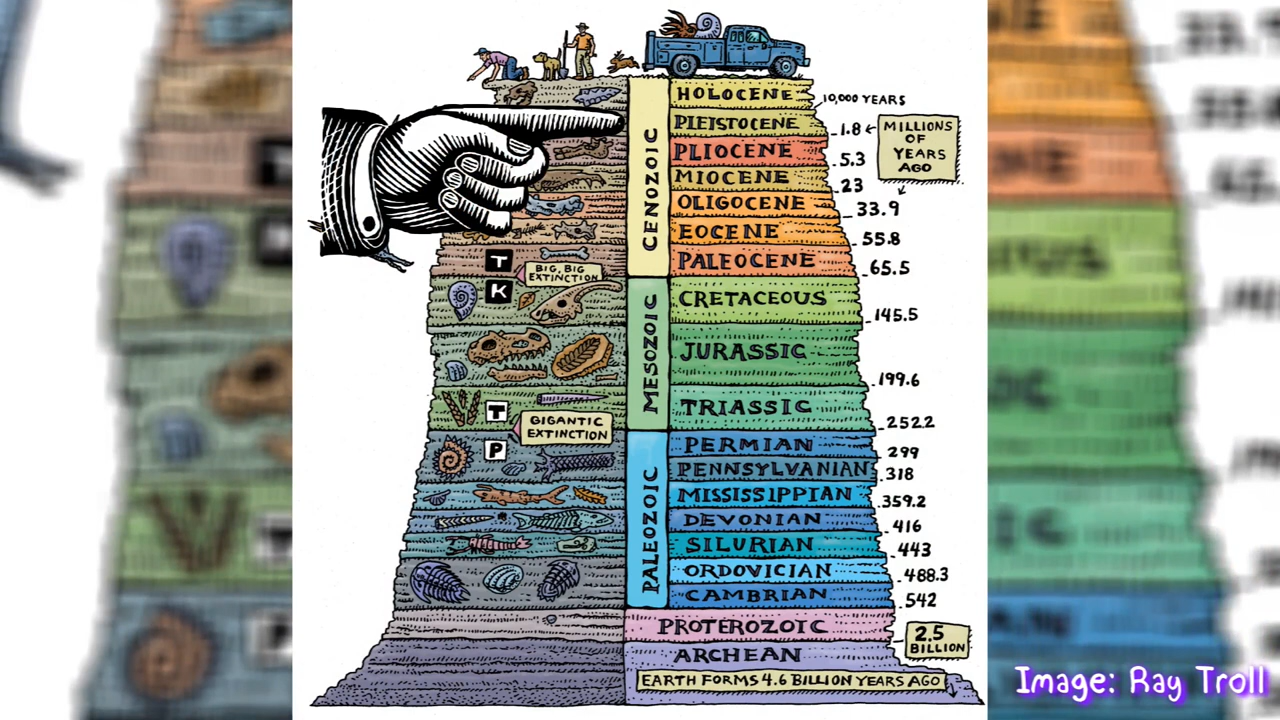 HOLOCENE
10,000 YEARS
PLEISTOCENE
1.8
MILLIONS
OF
YEARS
AGO
PLIOCENE
5.3
MIOCENE
23
OLIGOCENE
33.9
EOCENE
55.8
PALEOCENE
65.5
CENOZOIC
T
BIG, BIG
EXTINCTION
K
CRETACEOUS
145.5
JURASSIC
199.6
TRIASSIC
252.2
MESOZOIC
T
GIGANTIC
EXTINCTION
P
PERMIAN
299
PENNSYLVANIAN
318
MISSISSIPPIAN
359.2
DEVONIAN
416
SILURIAN
443
ORDOVICIAN
488.3
CAMBRIAN
542
PALEOZOIC
PROTEROZOIC
2.5
BILLION
ARCHEAN
EARTH FORMS 4.6 BILLION YEARS AGO
Image: Ray Troll